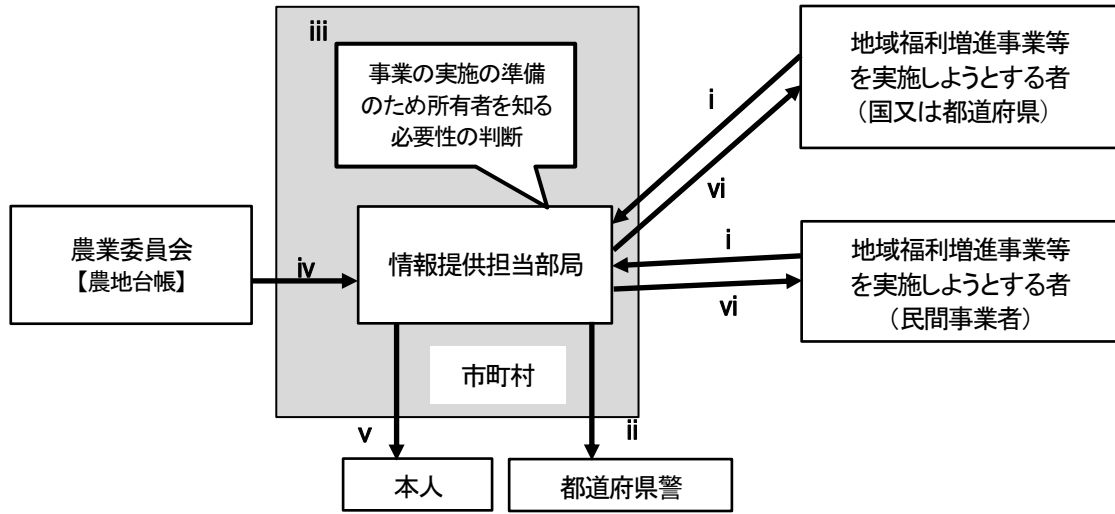 iii
事業の実施の準備
のため所有者を知る
必要性の判断
地域福利増進事業等
を実施しようとする者
（国又は都道府県）
i
vi
農業委員会
【農地台帳】
iv
情報提供担当部局
i
vi
地域福利増進事業等
を実施しようとする者
（民間事業者）
市町村
v
ii
本人
都道府県警